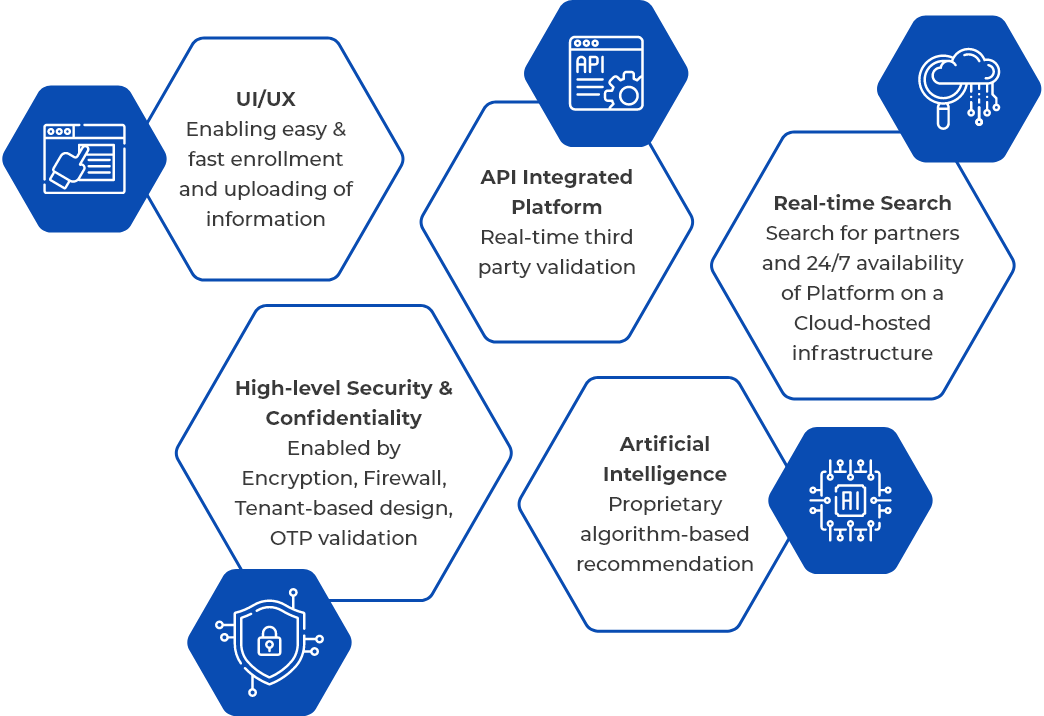 UI/UX
Enabling easy &
fast enrollment
and uploading of
information
API
API Integrated
Platform
Real-time third
party validation
Real-time Search
Search for partners
and 24/7 availability
of Platform on a
Cloud-hosted
infrastructure
High-level Security &
Confidentiality
Enabled by
Encryption, Firewall,
Tenant-based design,
OTP validation
Artificial
Intelligence
Proprietary
algorithm-based
recommendation
AI